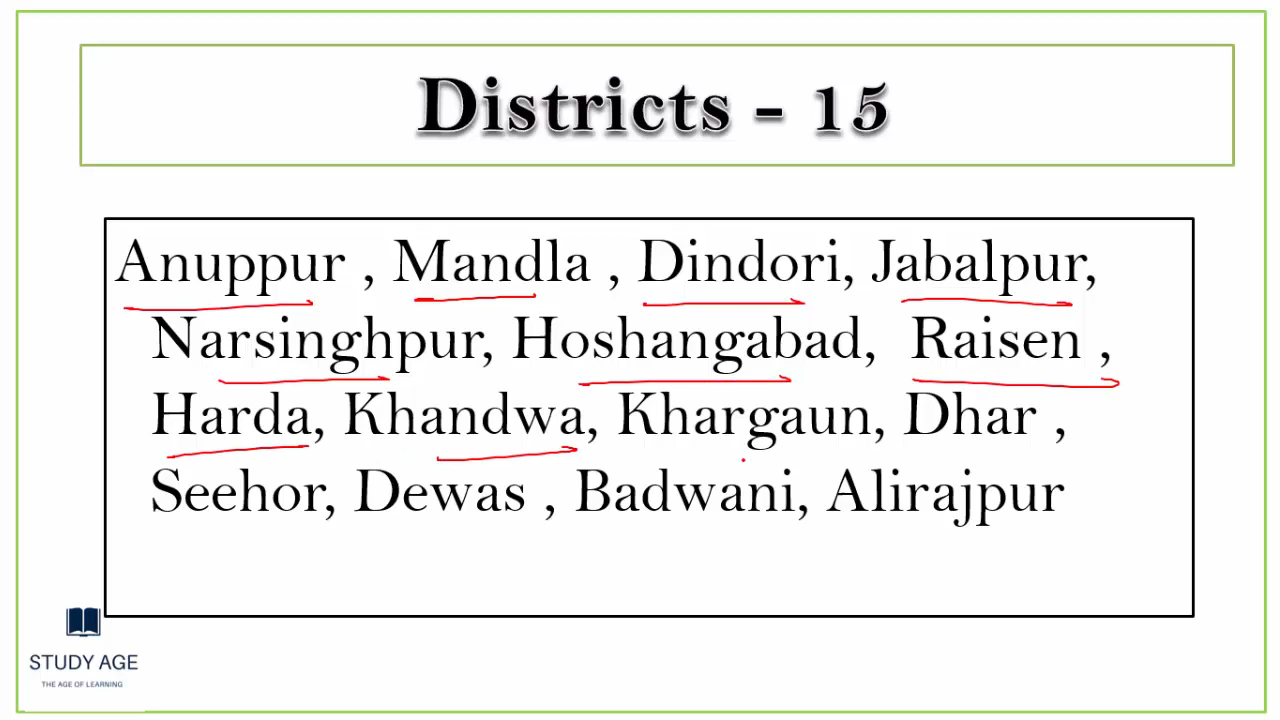 Districts - 15
Anuppur , Mandla , Dindori, Jabalpur,
Narsinghpur, Hoshangabad, Raisen ,
Harda, Khandwa, Khargaun, Dhar ,
Seehor, Dewas , Badwani, Alirajpur
STUDY AGE
THE AGE OF LEARNING